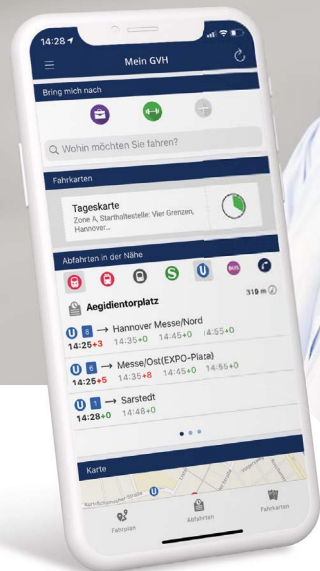 14:28
Mein GVH
Bring mich nach
Wohin möchten Sie fahren?
Fahrkarten
Tageskarte
Zone A, Starthaltestelle: Vier Grenzen,
Hannover...
Abfahrten in der Nähe
S U BUS
Aegidientorplatz 319 m
U 8 → Hannover Messe/Nord
14:25+3 14:35+0 14:45+0 14:55+0
U 6 → Messe/Ost(EXPO-Plaza)
14:25+5 14:35+8 14:45+0 14:55+0
U 1 → Sarstedt
14:28+0 14:48+0
Karte
U
Fahrplan Abfahrten Fahrkarten